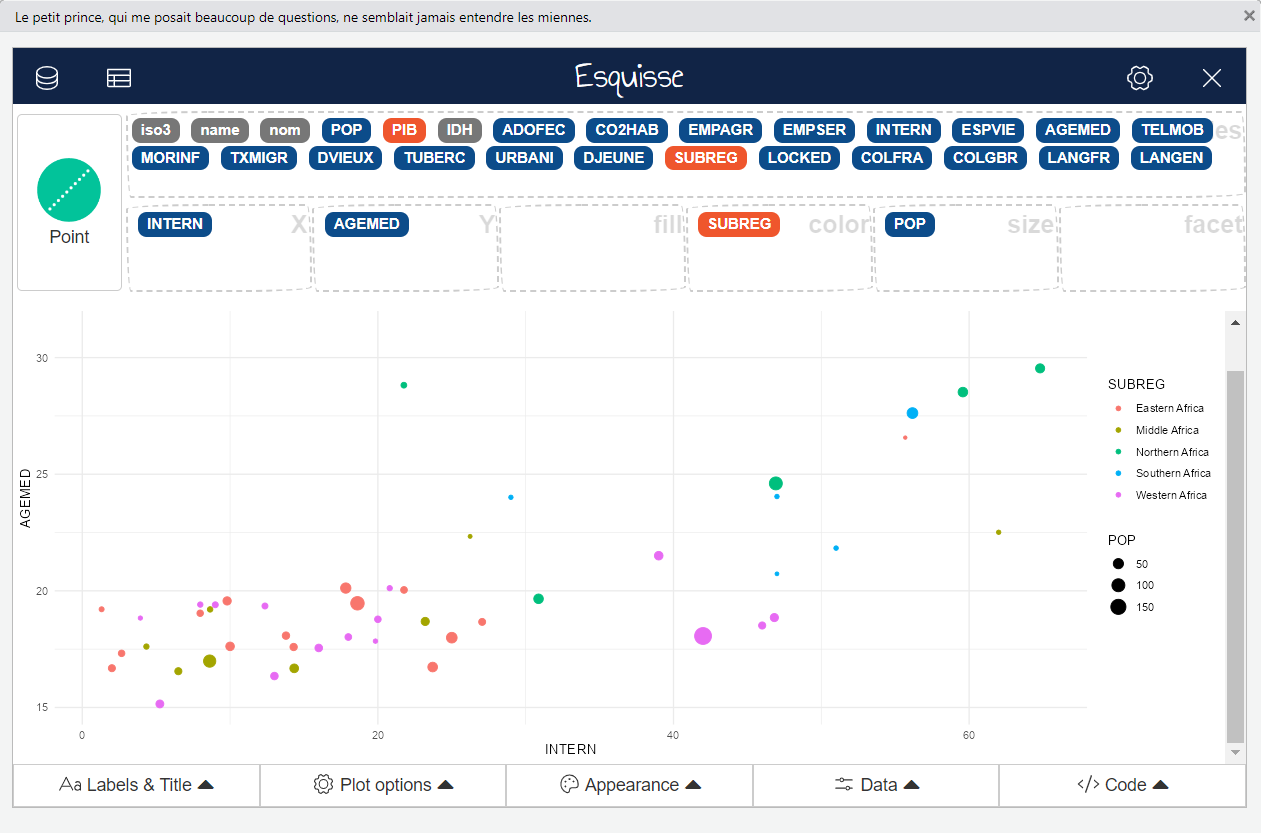 Le petit prince, qui me posait beaucoup de questions, ne semblait jamais entendre les miennes.
Esquisse
iso3 name nom POP PIB IDH ADOFEC CO2HAB EMPAGR EMPSER INTERN ESPVIE AGEMED TELMOB
MORINF TXMIGR DVIEUX TUBERC URBANI DJEUNE SUBREG LOCKED COLFRA COLGBR LANGFR LANGEN
Point
INTERN X AGEMED Y fill SUBREG color POP size facet
30
25
20
15
AGEMED
0 20 40 60
INTERN
SUBREG
Eastern Africa
Middle Africa
Northern Africa
Southern Africa
Western Africa
POP
50
100
150
Aa Labels & Title Plot options Appearance Data </> Code